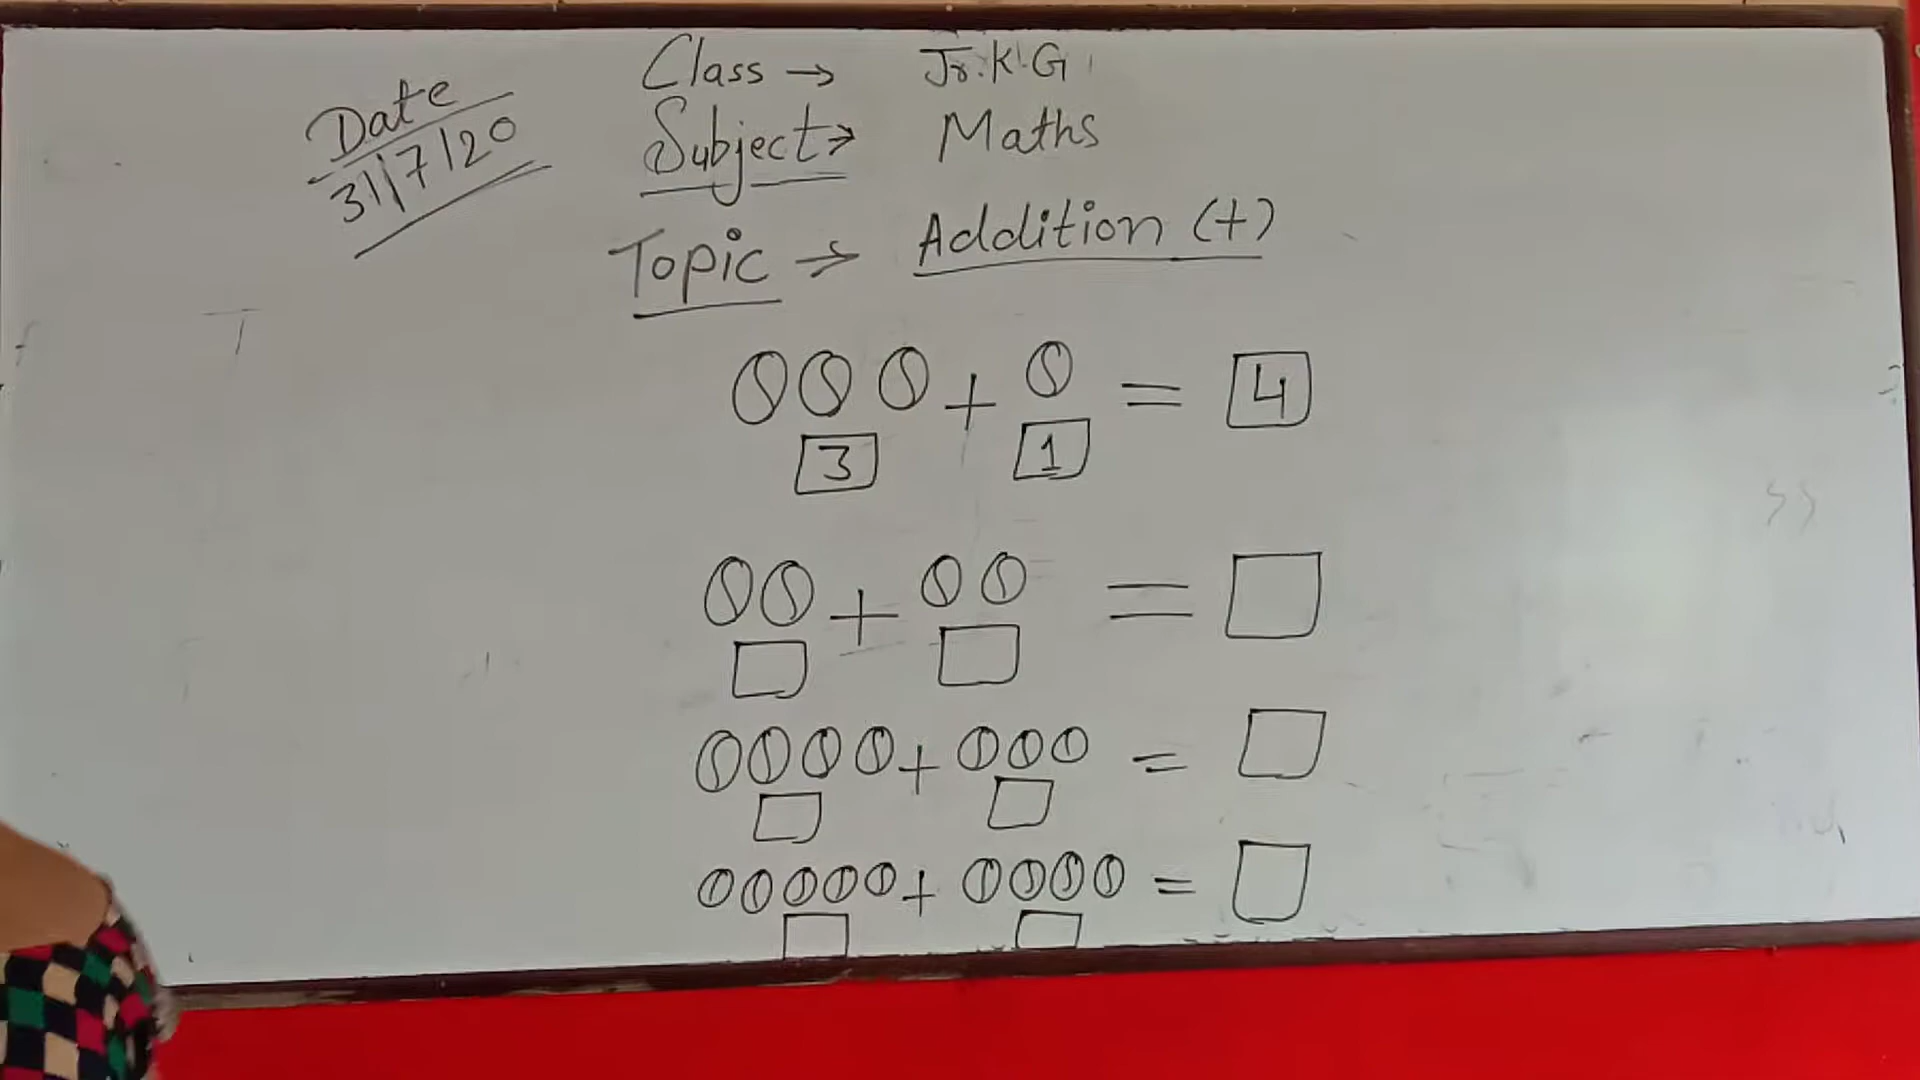 Date
31/7/20
Class → Jr.K.G
Subject → Maths
Topic → Addition (+)
+ = 4
3 1
+ =
+ =
+ =